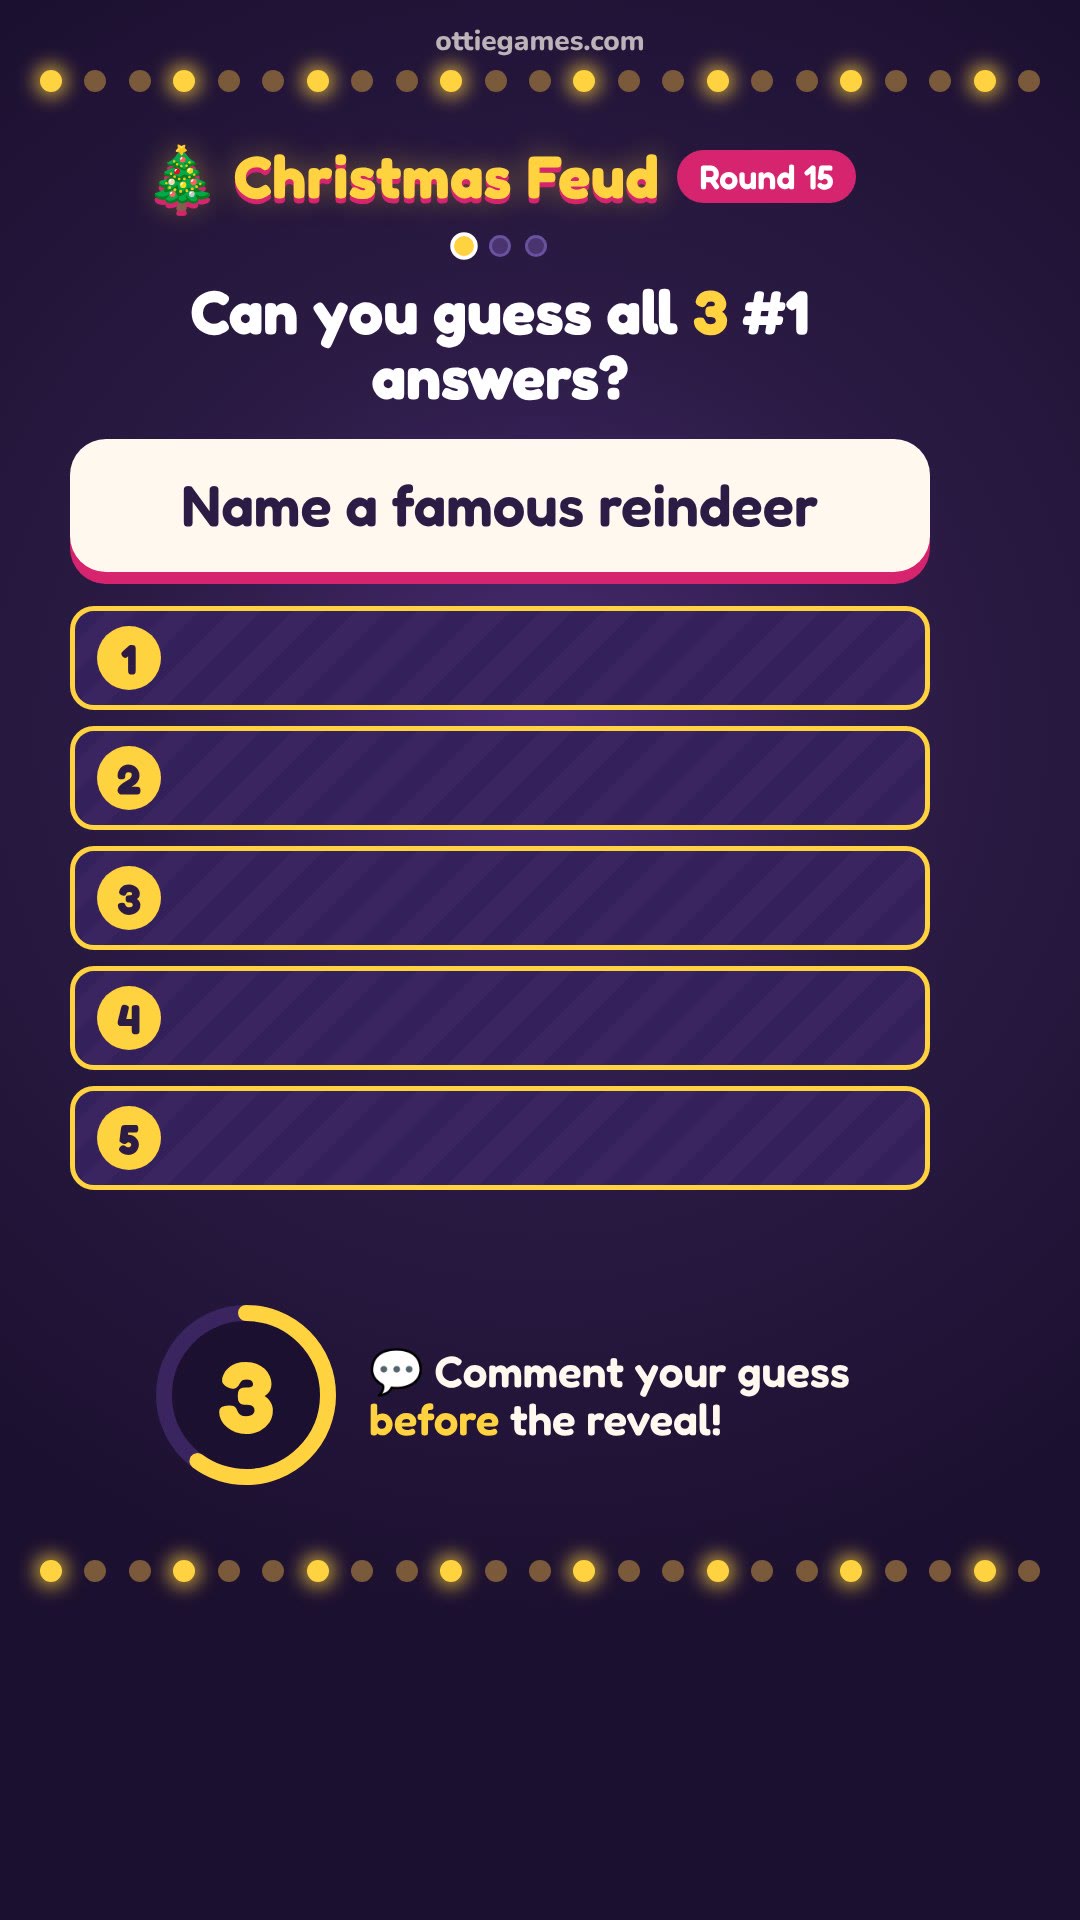 ottiegames.com
🎄 Christmas Feud Round 15
Can you guess all 3 #1
answers?
Name a famous reindeer
1
2
3
4
5
3
💬 Comment your guess
before the reveal!